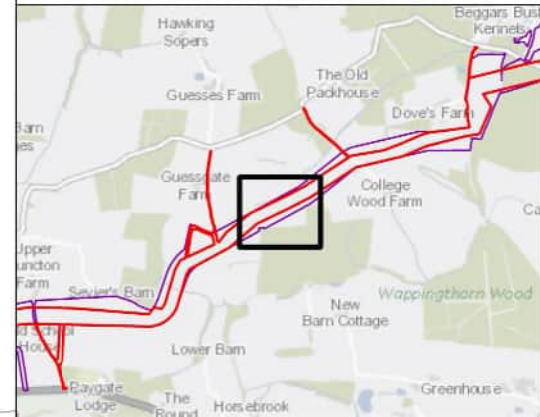 Beggars Bush
Kennels
Hawking
Sopers
The Old
Packhouse
Guesses Farm
Dove's Farm
Barn
Guessgate
Farm
College
Wood Farm
Upper
Farm
Sevier's Barn
Wappingthorn Wood
New
Barn Cottage
House
Lower Barn
Paygate
Lodge
The
Round
Horsebrook
Greenhouse